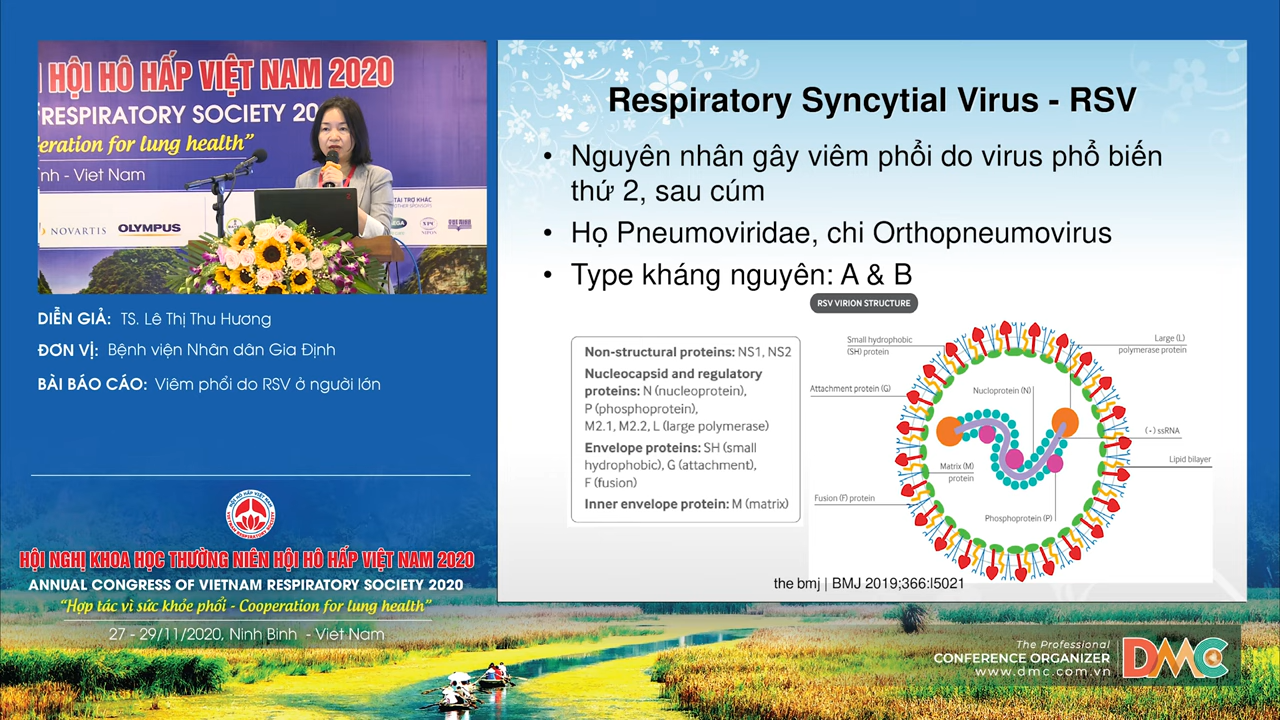 HỘI HÔ HẤP VIỆT NAM 2020
RESPIRATORY SOCIETY 20
eration for lung health”
inh - Viet Nam
TÀI TRỢ KHÁC
NOVARTIS
OLYMPUS
DIỄN GIẢ: TS. Lê Thị Thu Hương
ĐƠN VỊ: Bệnh viện Nhân dân Gia Định
BÀI BÁO CÁO: Viêm phổi do RSV ở người lớn
HỘI NGHỊ KHOA HỌC THƯỜNG NIÊN HỘI HÔ HẤP VIỆT NAM 2020
ANNUAL CONGRESS OF VIETNAM RESPIRATORY SOCIETY 2020
“Hợp tác vì sức khỏe phổi - Cooperation for lung health”
27 - 29/11/2020, Ninh Binh - Viet Nam
Respiratory Syncytial Virus - RSV
• Nguyên nhân gây viêm phổi do virus phổ biến
thứ 2, sau cúm
• Họ Pneumoviridae, chi Orthopneumovirus
• Type kháng nguyên: A & B
RSV VIRION STRUCTURE
Non-structural proteins: NS1, NS2
Nucleocapsid and regulatory
proteins: N (nucleoprotein),
P (phosphoprotein),
M2.1, M2.2, L (large polymerase)
Envelope proteins: SH (small
hydrophobic), G (attachment),
F (fusion)
Inner envelope protein: M (matrix)
Small hydrophobic
(SH) protein
Large (L)
polymerase protein
Attachment protein (G)
Nucloprotein (N)
(-) ssRNA
Lipid bilayer
Matrix (M)
protein
Fusion (F) protein
Phosphoprotein (P)
the bmj | BMJ 2019;366:l5021
The Professional
CONFERENCE ORGANIZER
www.dmc.com.vn
DMC